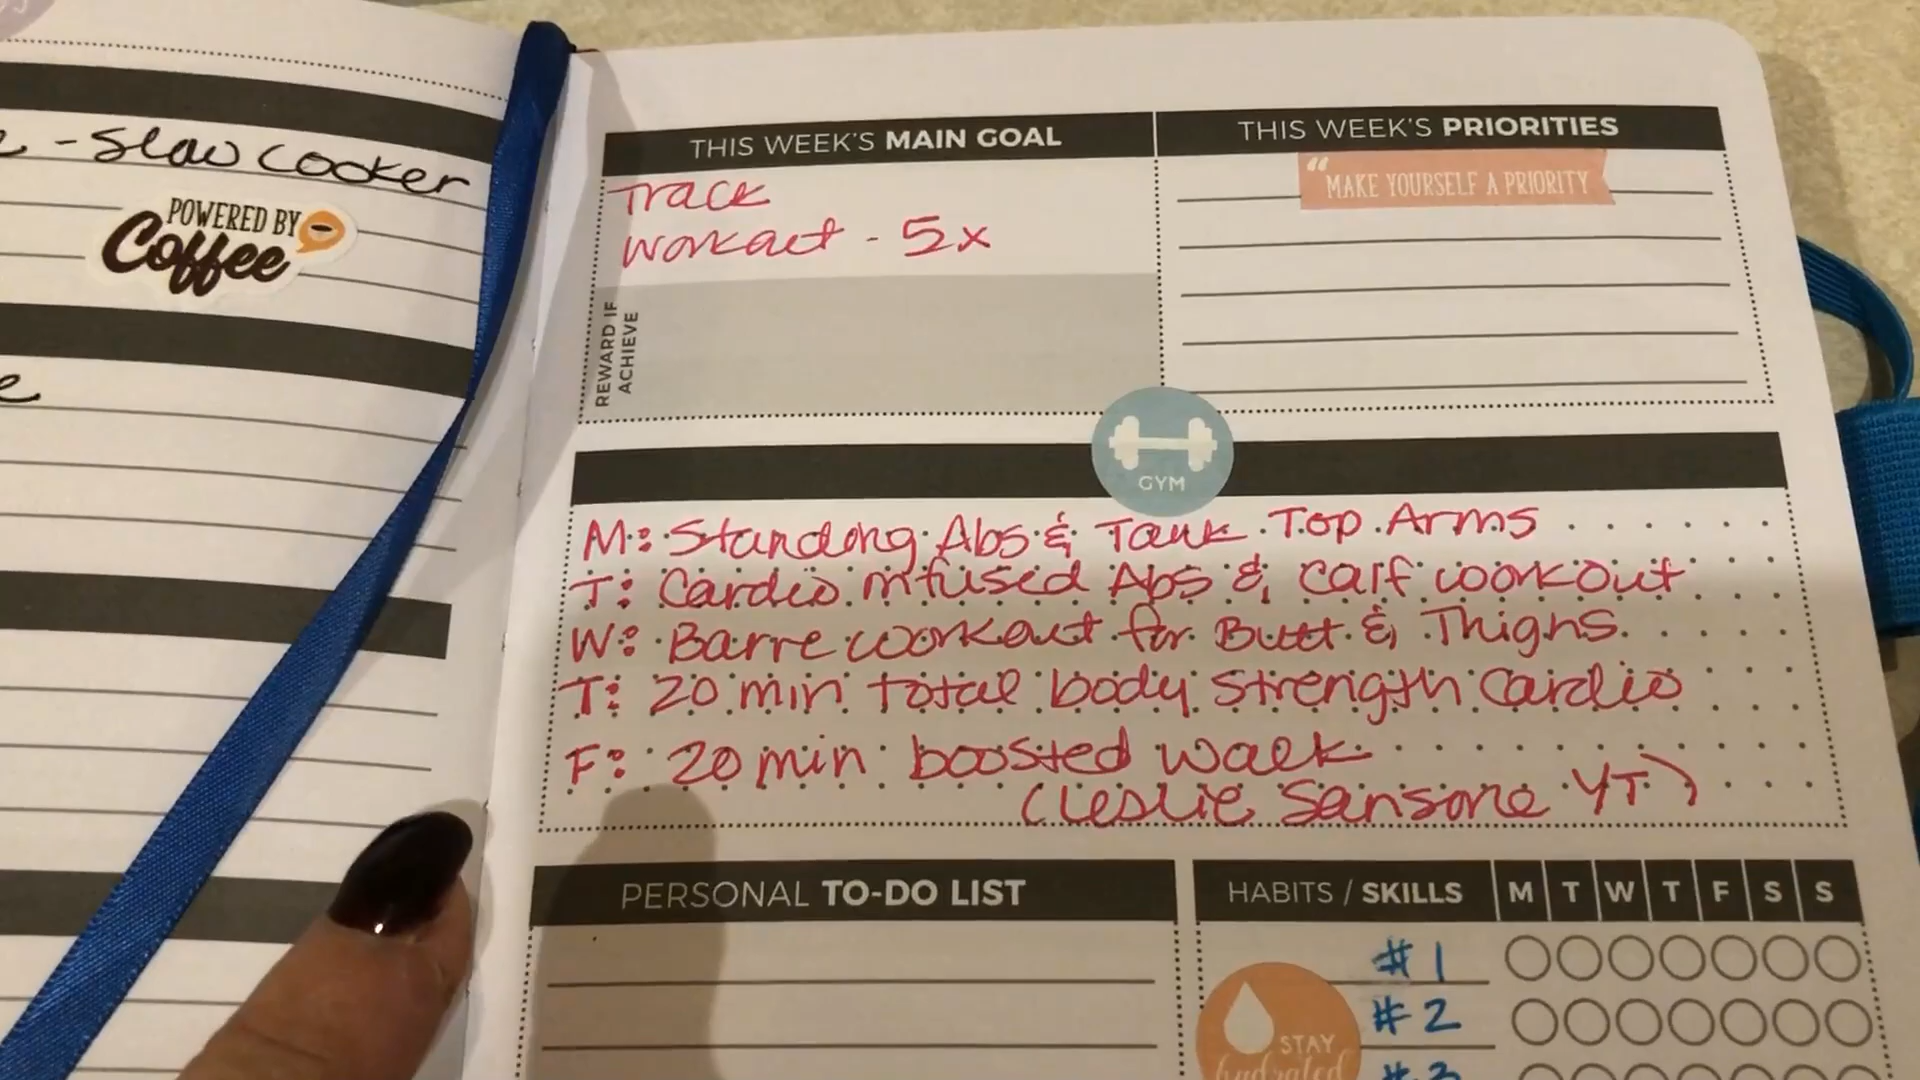 - Slow cooker
POWERED BY
Coffee
THIS WEEK'S MAIN GOAL
Track
Workout - 5x
REWARD IF
ACHIEVE
THIS WEEK'S PRIORITIES
"MAKE YOURSELF A PRIORITY
GYM
M: Standing Abs & Tank Top Arms
T: Cardio infused Abs & Calf workout
W: Barre workout for Butt & Thighs
T: 20 min total body strength cardio
F: 20 min boosted walk
(Leslie Sansone YT)
PERSONAL TO-DO LIST
HABITS / SKILLS M T W T F S S
#1
#2
STAY
hydrated
#3